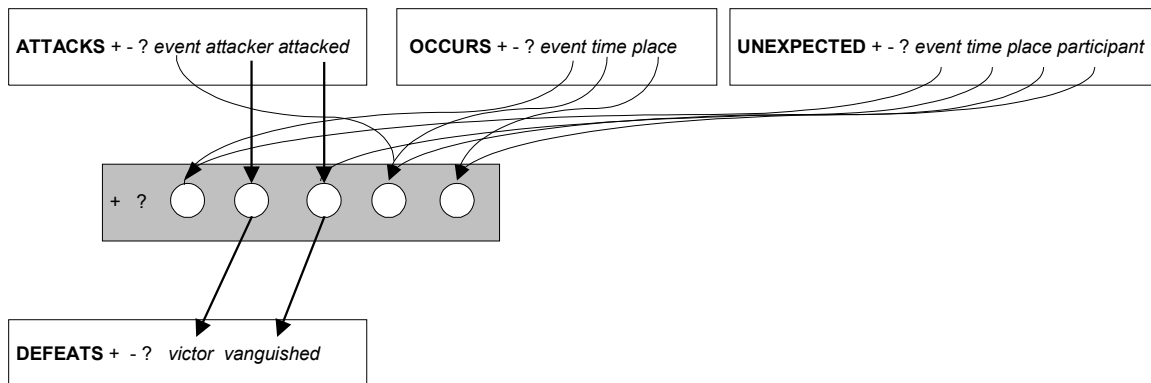 ATTACKS + - ? event attacker attacked
OCCURS + - ? event time place
UNEXPECTED + - ? event time place participant
+ ?
DEFEATS + - ? victor vanquished